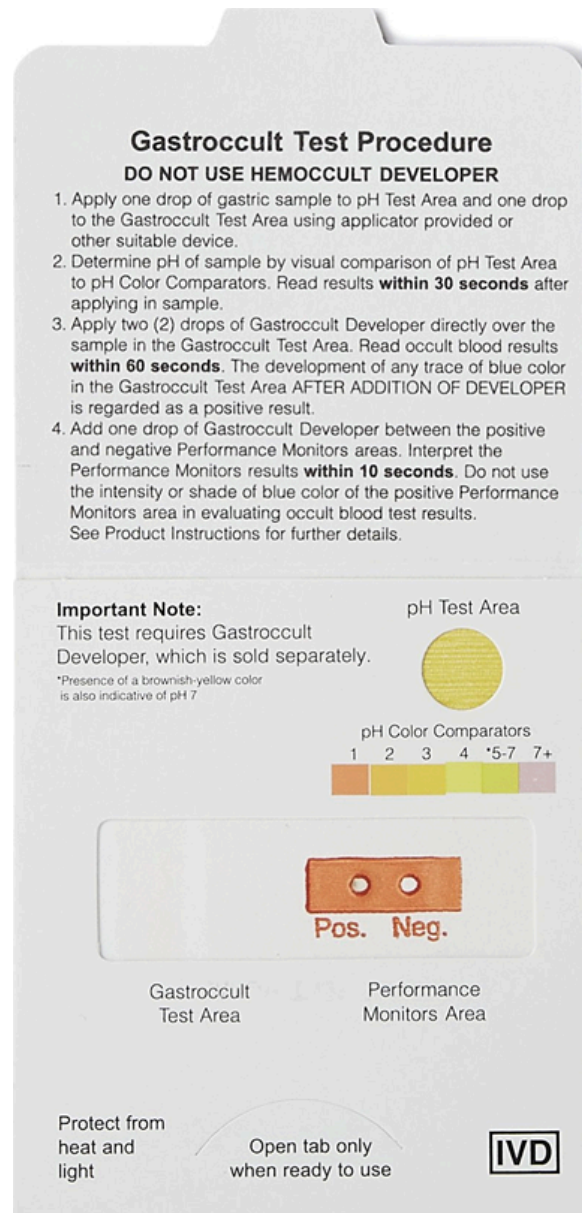 Gastroccult Test Procedure
DO NOT USE HEMOCCULT DEVELOPER
1. Apply one drop of gastric sample to pH Test Area and one drop
to the Gastroccult Test Area using applicator provided or
other suitable device.
2. Determine pH of sample by visual comparison of pH Test Area
to pH Color Comparators. Read results within 30 seconds after
applying in sample.
3. Apply two (2) drops of Gastroccult Developer directly over the
sample in the Gastroccult Test Area. Read occult blood results
within 60 seconds. The development of any trace of blue color
in the Gastroccult Test Area AFTER ADDITION OF DEVELOPER
is regarded as a positive result.
4. Add one drop of Gastroccult Developer between the positive
and negative Performance Monitors areas. Interpret the
Performance Monitors results within 10 seconds. Do not use
the intensity or shade of blue color of the positive Performance
Monitors area in evaluating occult blood test results.
See Product Instructions for further details.
Important Note:
This test requires Gastroccult
Developer, which is sold separately.
*Presence of a brownish-yellow color
is also indicative of pH 7
pH Test Area
pH Color Comparators
1 2 3 4 *5-7 7+
Pos. Neg.
Gastroccult
Test Area
Performance
Monitors Area
Protect from
heat and
light
Open tab only
when ready to use
IVD